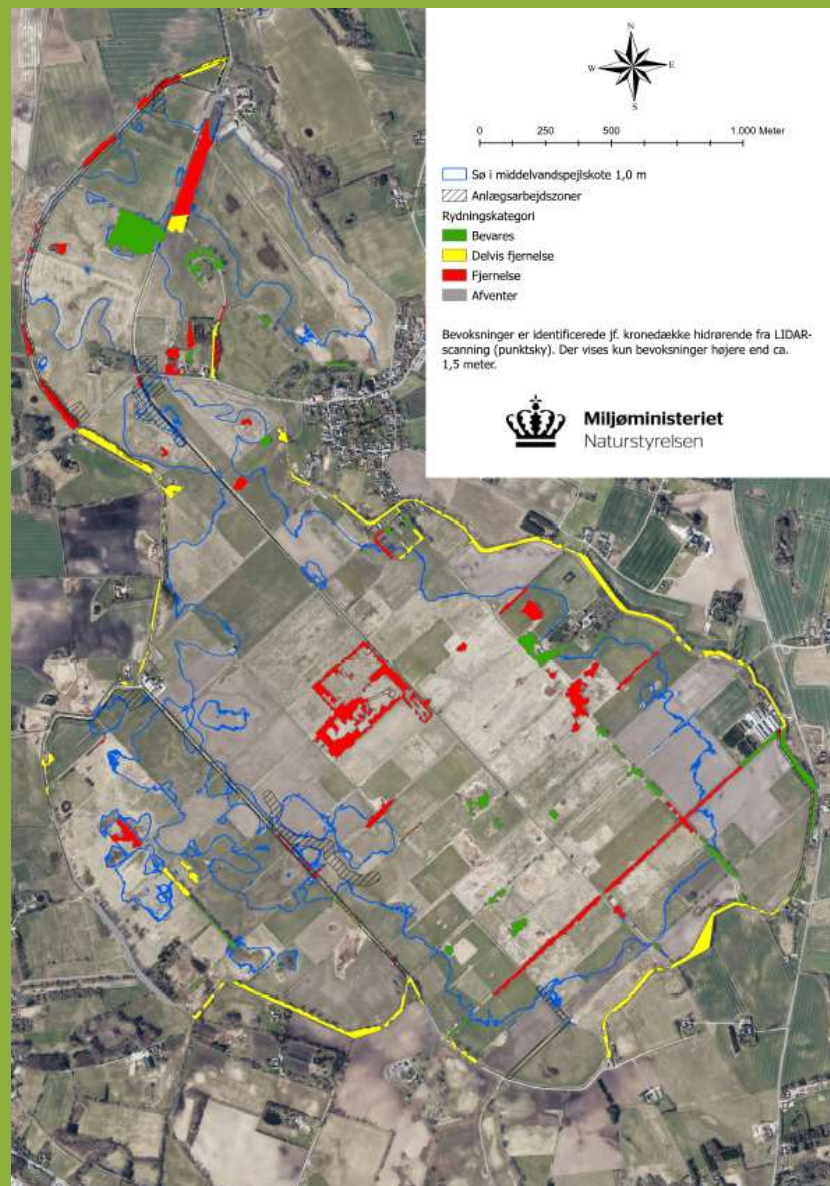 N
W E
S
0 250 500 1.000 Meter
Sø i middelvandspejlskote 1,0 m
Anlægsarbejdszoner
Rydningskategori
Bevares
Delvis fjernelse
Fjernelse
Afventer
Bevoksninger er identificerede jf. kronedække hidrørende fra LIDAR-
scanning (punktsky). Der vises kun bevoksninger højere end ca.
1,5 meter.
Miljøministeriet
Naturstyrelsen